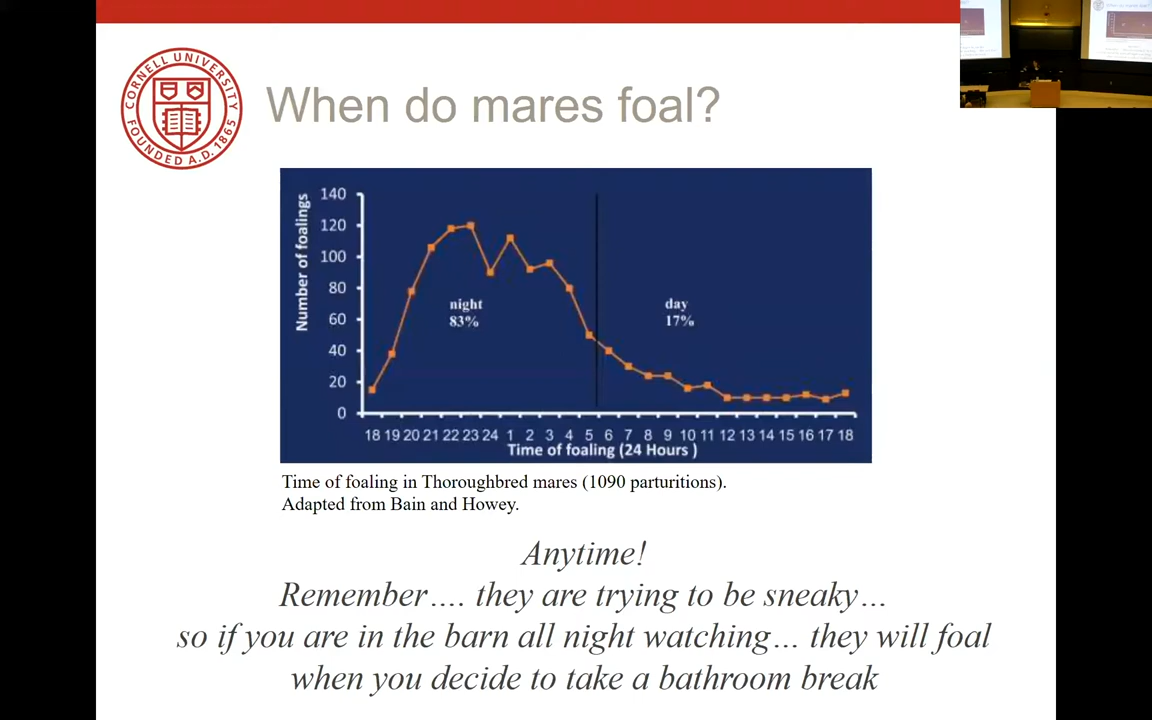 CORNELL UNIVERSITY
FOUNDED A.D. 1865
When do mares foal?
Number of foalings
140
120
100
80
60
40
20
0
night
83%
day
17%
18 19 20 21 22 23 24 1 2 3 4 5 6 7 8 9 10 11 12 13 14 15 16 17 18
Time of foaling (24 Hours )
Time of foaling in Thoroughbred mares (1090 parturitions).
Adapted from Bain and Howey.
Anytime!
Remember…. they are trying to be sneaky…
so if you are in the barn all night watching… they will foal
when you decide to take a bathroom break